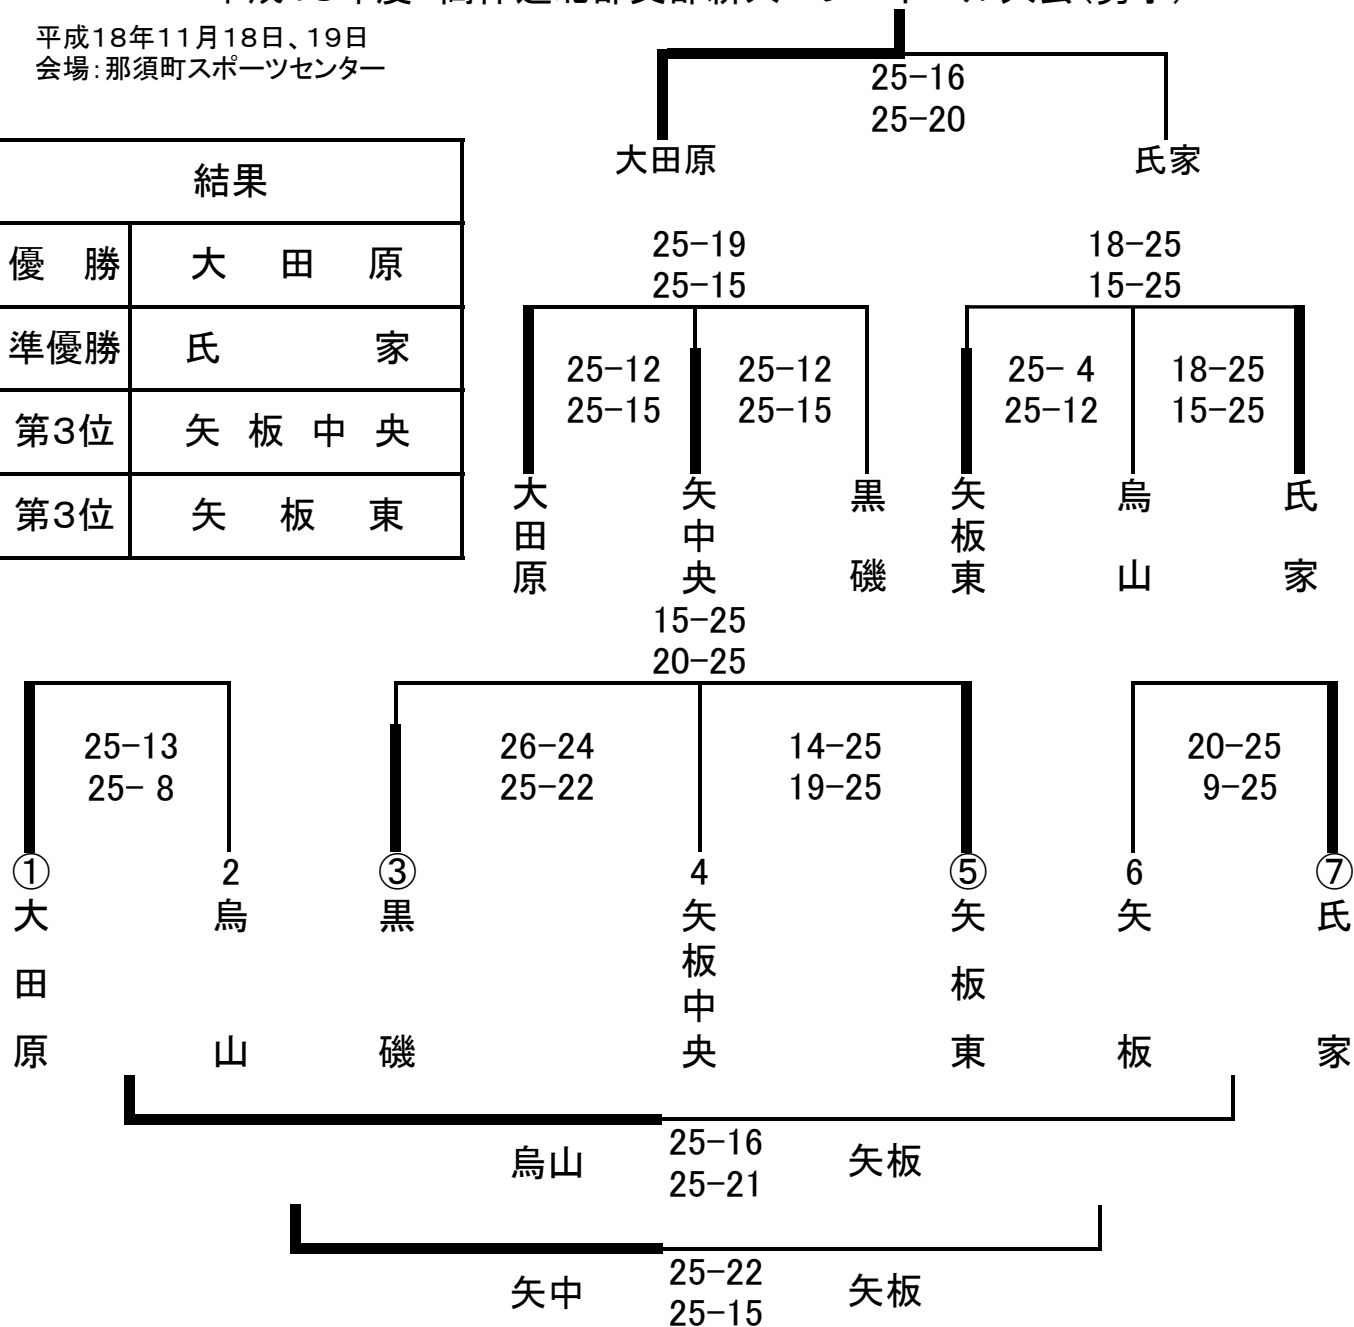 平成18年11月18日、19日
会場:那須町スポーツセンター
25-16
25-20
大田原 氏家
結果
優 勝 大 田 原
準優勝 氏 家
第3位 矢 板 中 央
第3位 矢 板 東
25-19 18-25
25-15 15-25
25-12 25-12 25- 4 18-25
25-15 25-15 25-12 15-25
大田原 矢中央 黒磯 矢板東 烏山 氏家
15-25
20-25
25-13 26-24 14-25 20-25
25- 8 25-22 19-25 9-25
① 2 ③ 4 ⑤ 6 ⑦
大田原 烏山 黒磯 矢板中央 矢板東 矢板 氏家
烏山 25-16 矢板
25-21
矢中 25-22 矢板
25-15